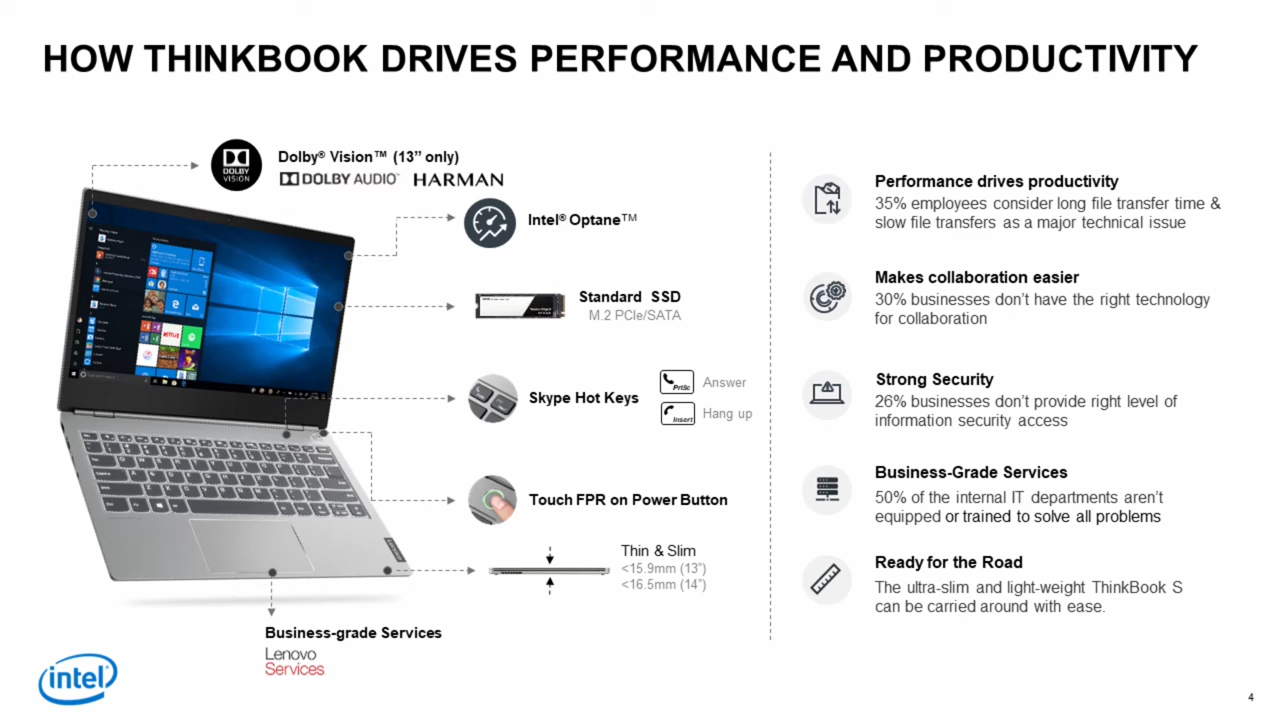 HOW THINKBOOK DRIVES PERFORMANCE AND PRODUCTIVITY
DOLBY
VISION
Dolby® Vision™ (13” only)
DOLBY AUDIO™ HARMAN
Intel® Optane™
Standard SSD
M.2 PCIe/SATA
Skype Hot Keys
PrtSc
Answer
Insert
Hang up
Touch FPR on Power Button
Thin & Slim
<15.9mm (13”)
<16.5mm (14”)
Business-grade Services
Lenovo
Services
Performance drives productivity
35% employees consider long file transfer time &
slow file transfers as a major technical issue
Makes collaboration easier
30% businesses don’t have the right technology
for collaboration
Strong Security
26% businesses don’t provide right level of
information security access
Business-Grade Services
50% of the internal IT departments aren’t
equipped or trained to solve all problems
Ready for the Road
The ultra-slim and light-weight ThinkBook S
can be carried around with ease.
Lenovo
intel
4